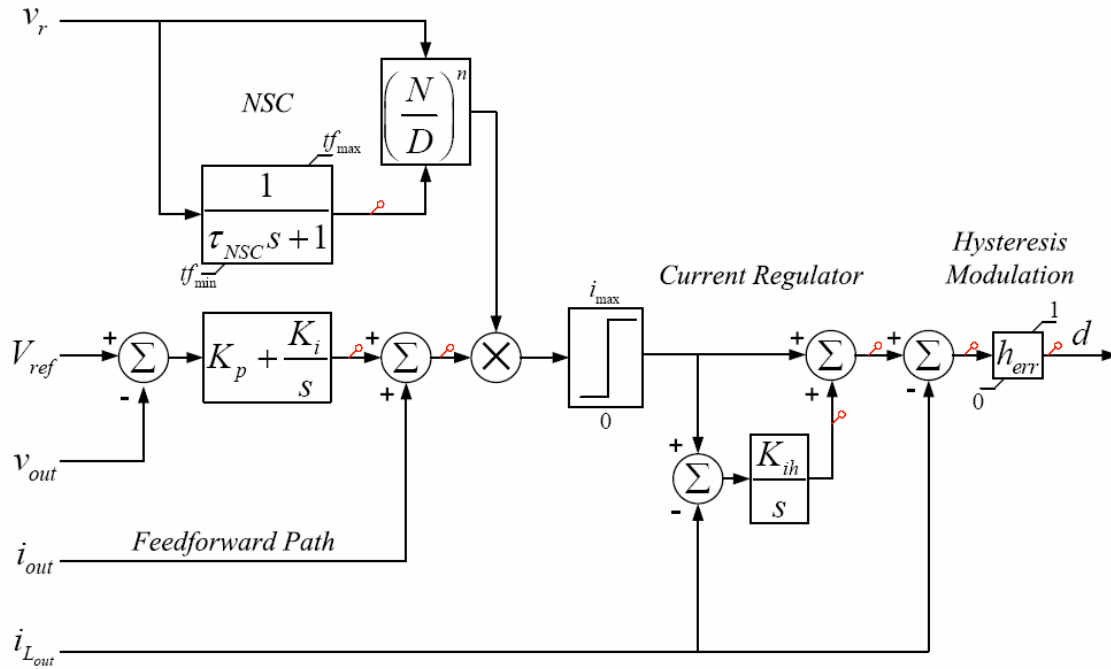 v_r
NSC
(N/D)^n
tf_max
1
τ_NSC s + 1
tf_min
Hysteresis
Modulation
Current Regulator
i_max
1
V_ref
+
Σ
-
K_p + K_i/s
+
Σ
+
×
0
+
Σ
+
+
Σ
-
h_err
d
0
v_out
+
Σ
-
K_ih/s
i_out
Feedforward Path
i_L_out